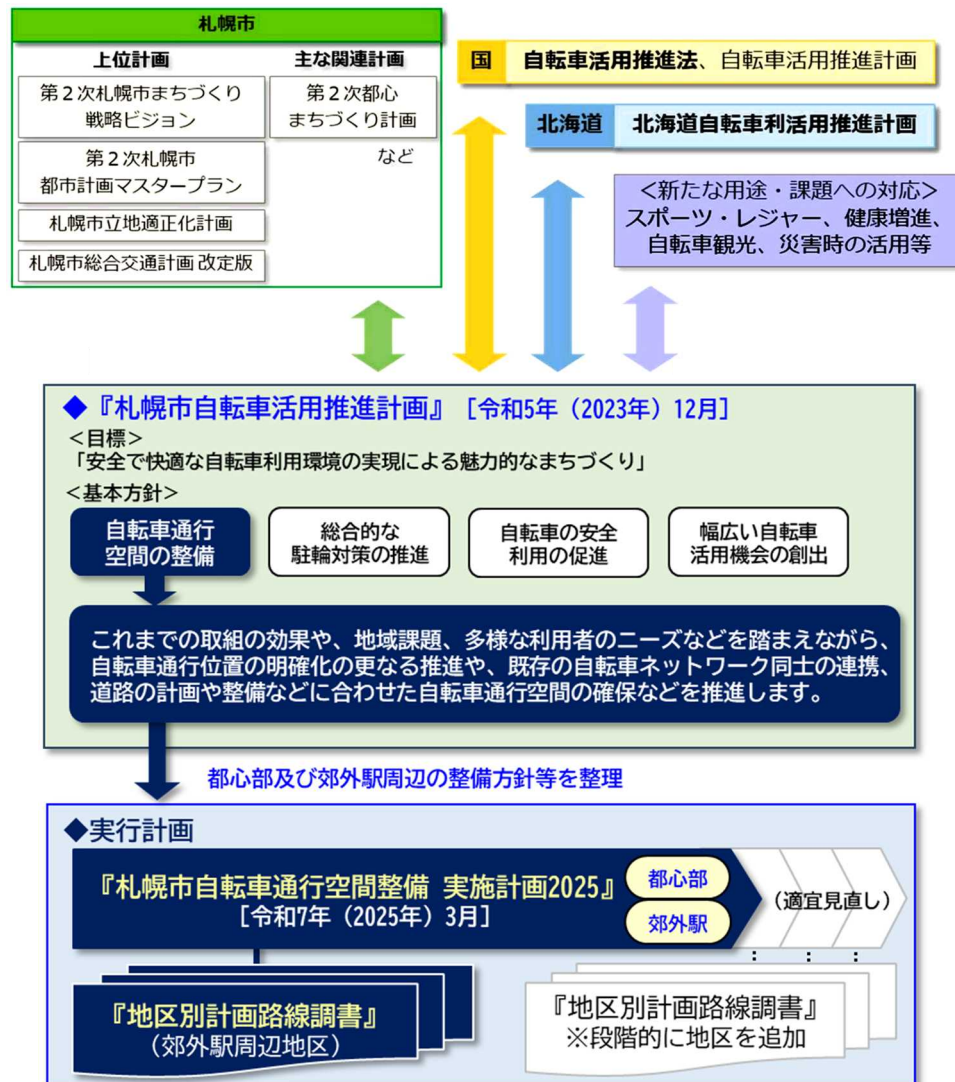 札幌市
上位計画
第２次札幌市まちづくり
戦略ビジョン
第２次札幌市
都市計画マスタープラン
札幌市立地適正化計画
札幌市総合交通計画 改定版
主な関連計画
第２次都心
まちづくり計画
など
国 自転車活用推進法、自転車活用推進計画
北海道 北海道自転車利活用推進計画
＜新たな用途・課題への対応＞
スポーツ・レジャー、健康増進、
自転車観光、災害時の活用等
◆『札幌市自転車活用推進計画』［令和5年（2023年）12月］
＜目標＞
「安全で快適な自転車利用環境の実現による魅力的なまちづくり」
＜基本方針＞
自転車通行
空間の整備
総合的な
駐輪対策の推進
自転車の安全
利用の促進
幅広い自転車
活用機会の創出
これまでの取組の効果や、地域課題、多様な利用者のニーズなどを踏まえながら、
自転車通行位置の明確化の更なる推進や、既存の自転車ネットワーク同士の連携、
道路の計画や整備などに合わせた自転車通行空間の確保などを推進します。
都心部及び郊外駅周辺の整備方針等を整理
◆実行計画
『札幌市自転車通行空間整備 実施計画2025』
［令和7年（2025年）3月］
都心部
郊外駅
（適宜見直し）
『地区別計画路線調書』
（郊外駅周辺地区）
『地区別計画路線調書』
※段階的に地区を追加